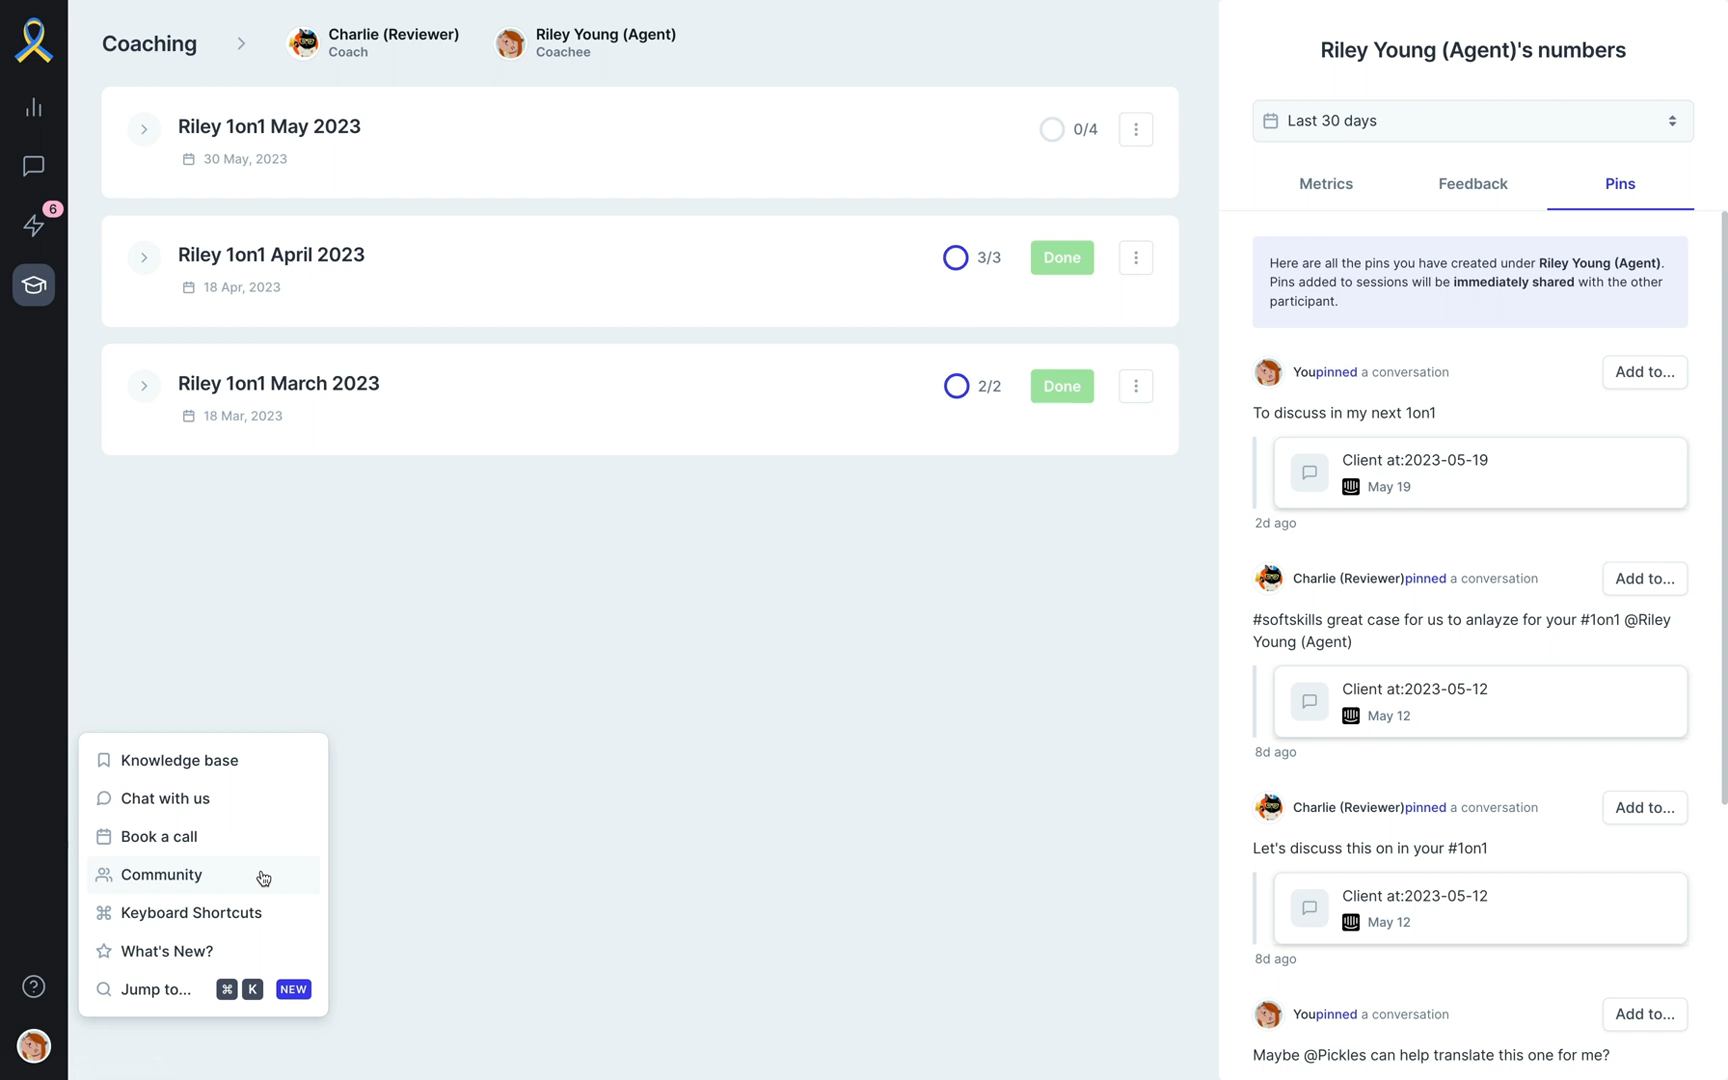 Coaching
Charlie (Reviewer)
Coach
Riley Young (Agent)
Coachee
6
Riley 1on1 May 2023
30 May, 2023
0/4
Riley 1on1 April 2023
18 Apr, 2023
3/3
Done
Riley 1on1 March 2023
18 Mar, 2023
2/2
Done
Knowledge base
Chat with us
Book a call
Community
Keyboard Shortcuts
What's New?
Jump to... ⌘ K NEW
Riley Young (Agent)'s numbers
Last 30 days
Metrics Feedback Pins
Here are all the pins you have created under Riley Young (Agent).
Pins added to sessions will be immediately shared with the other
participant.
Youpinned a conversation
Add to...
To discuss in my next 1on1
Client at:2023-05-19
May 19
2d ago
Charlie (Reviewer)pinned a conversation
Add to...
#softskills great case for us to anlayze for your #1on1 @Riley
Young (Agent)
Client at:2023-05-12
May 12
8d ago
Charlie (Reviewer)pinned a conversation
Add to...
Let's discuss this on in your #1on1
Client at:2023-05-12
May 12
8d ago
Youpinned a conversation
Add to...
Maybe @Pickles can help translate this one for me?